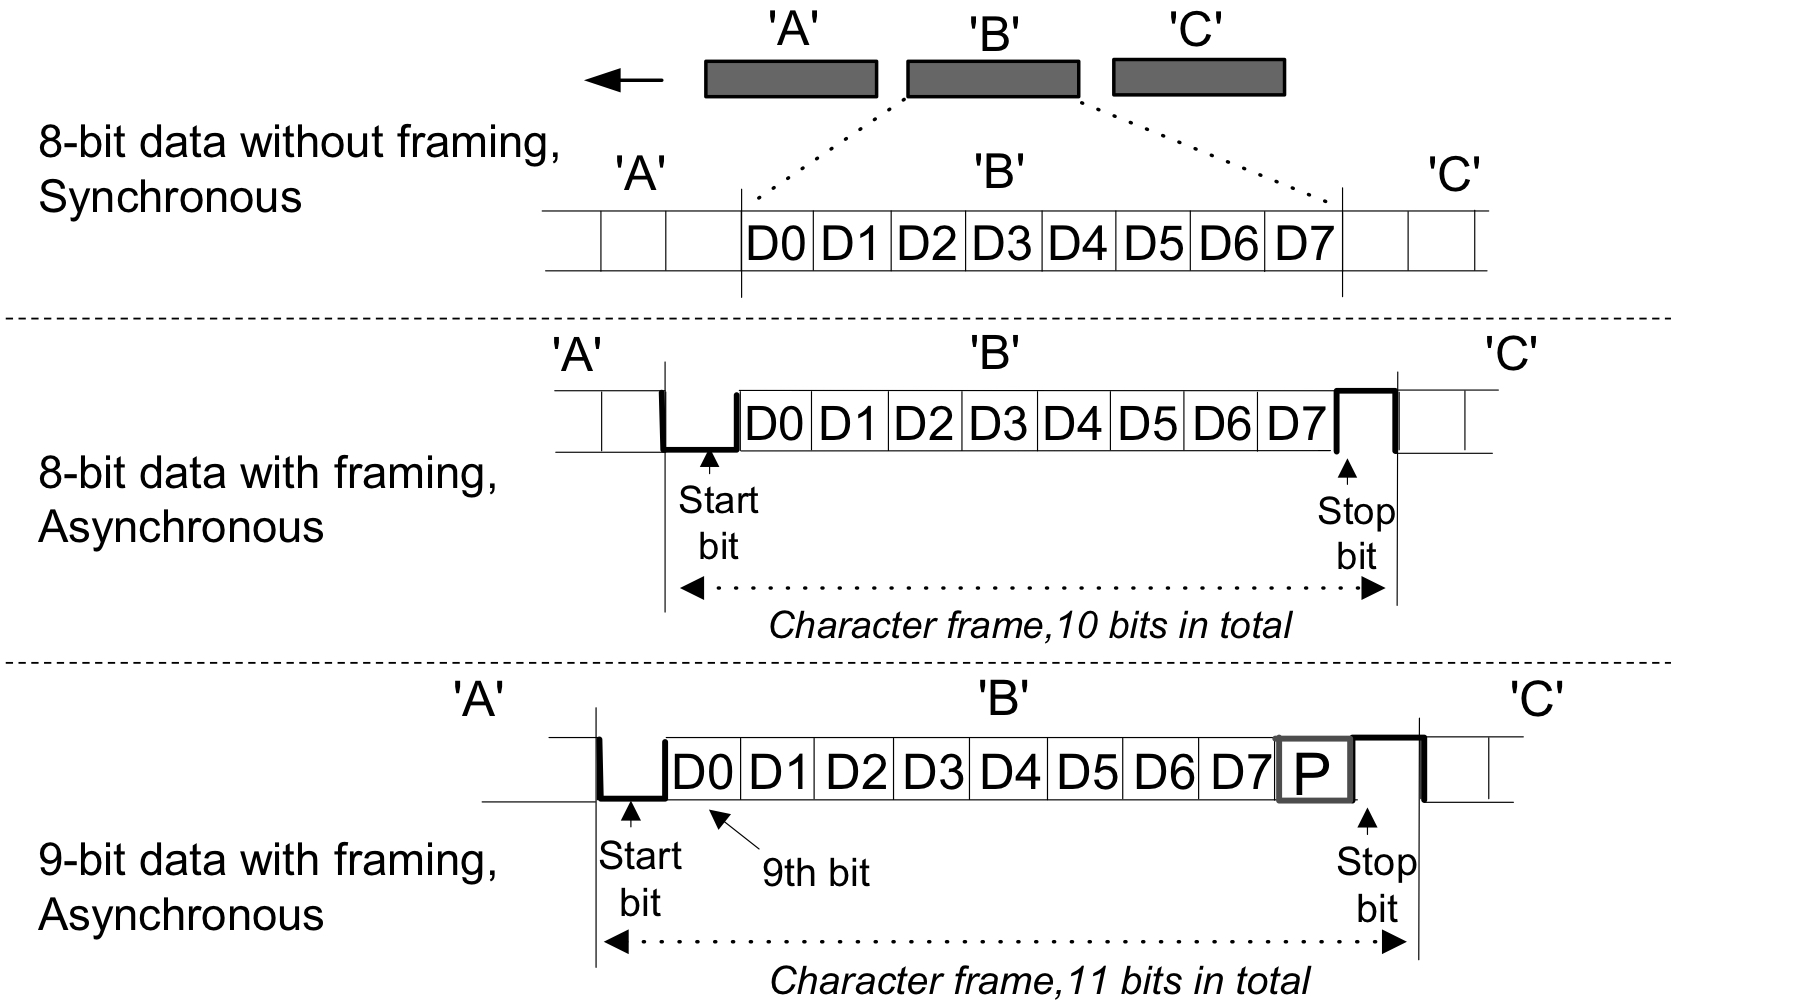 'A' 'B' 'C'
8-bit data without framing,
Synchronous
'A' 'B' 'C'
D0 D1 D2 D3 D4 D5 D6 D7
'A' 'B' 'C'
D0 D1 D2 D3 D4 D5 D6 D7
8-bit data with framing,
Asynchronous
Start
bit
Stop
bit
Character frame,10 bits in total
'A' 'B' 'C'
D0 D1 D2 D3 D4 D5 D6 D7 P
9-bit data with framing,
Asynchronous
Start
bit
9th bit
Stop
bit
Character frame,11 bits in total